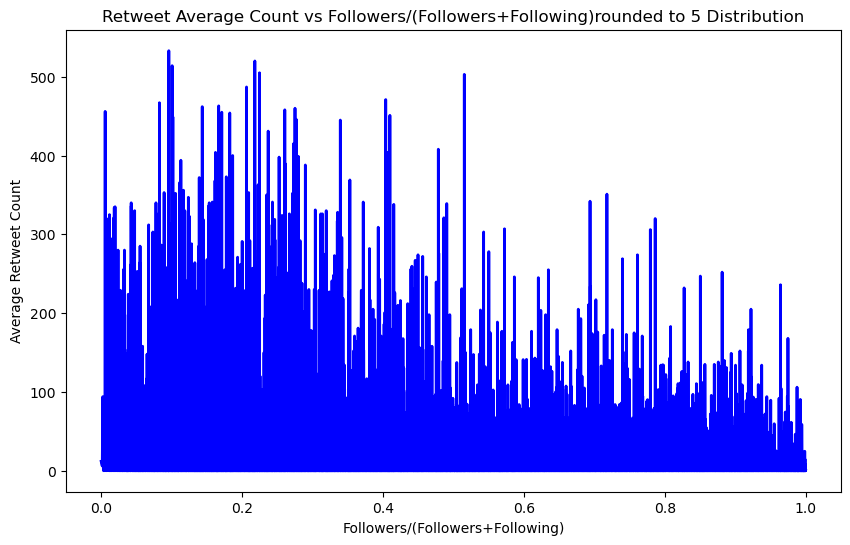 Retweet Average Count vs Followers/(Followers+Following)rounded to 5 Distribution
500
400
300
200
100
0
Average Retweet Count
0.0 0.2 0.4 0.6 0.8 1.0
Followers/(Followers+Following)